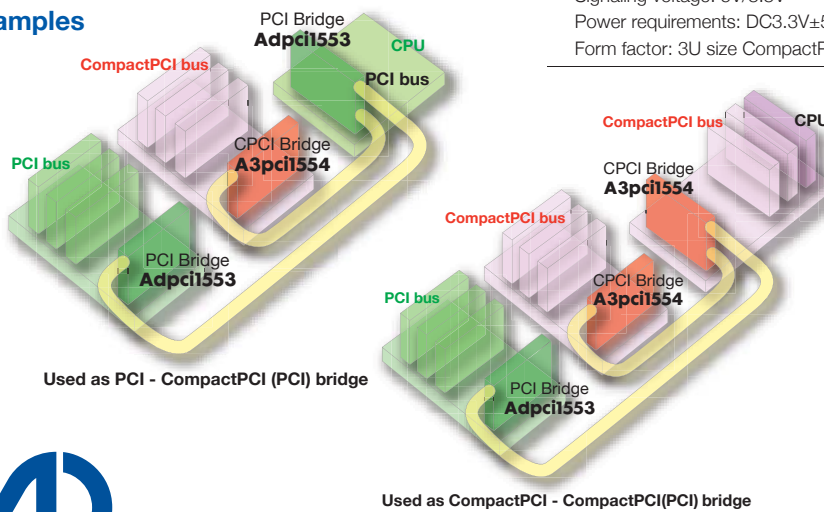 amples
Signaling voltage: 5V/3.3V
Power requirements: DC3.3V±5
Form factor: 3U size CompactP
PCI Bridge
Adpci1553
CPU
CompactPCI bus
PCI bus
CPCI Bridge
A3pci1554
PCI bus
PCI Bridge
Adpci1553
Used as PCI - CompactPCI (PCI) bridge
CompactPCI bus
CPU
CPCI Bridge
A3pci1554
CompactPCI bus
CPCI Bridge
A3pci1554
PCI bus
PCI Bridge
Adpci1553
Used as CompactPCI - CompactPCI(PCI) bridge